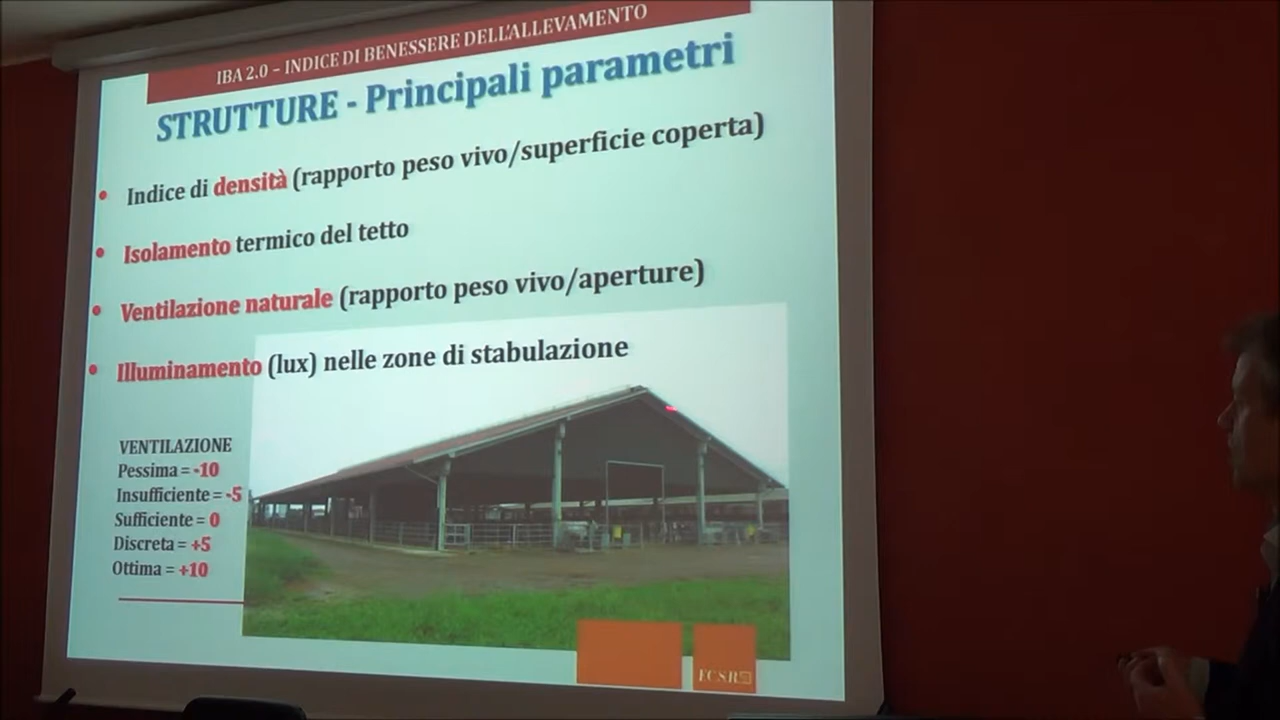 IBA 2.0 – INDICE DI BENESSERE DELL'ALLEVAMENTO
STRUTTURE - Principali parametri
• Indice di densità (rapporto peso vivo/superficie coperta)
• Isolamento termico del tetto
• Ventilazione naturale (rapporto peso vivo/aperture)
• Illuminamento (lux) nelle zone di stabulazione
VENTILAZIONE
Pessima = -10
Insufficiente = -5
Sufficiente = 0
Discreta = +5
Ottima = +10